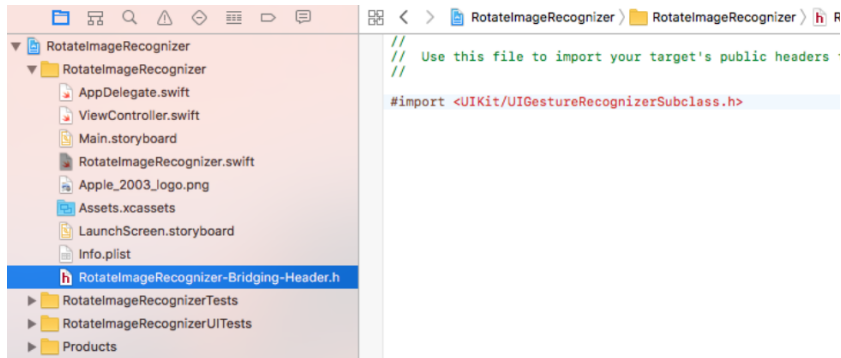 RotateImageRecognizer
RotateImageRecognizer
AppDelegate.swift
ViewController.swift
Main.storyboard
RotateImageRecognizer.swift
Apple_2003_logo.png
Assets.xcassets
LaunchScreen.storyboard
Info.plist
h RotateImageRecognizer-Bridging-Header.h
RotateImageRecognizerTests
RotateImageRecognizerUITests
Products
RotateImageRecognizer RotateImageRecognizer h R
//
// Use this file to import your target's public headers
//
#import <UIKit/UIGestureRecognizerSubclass.h>